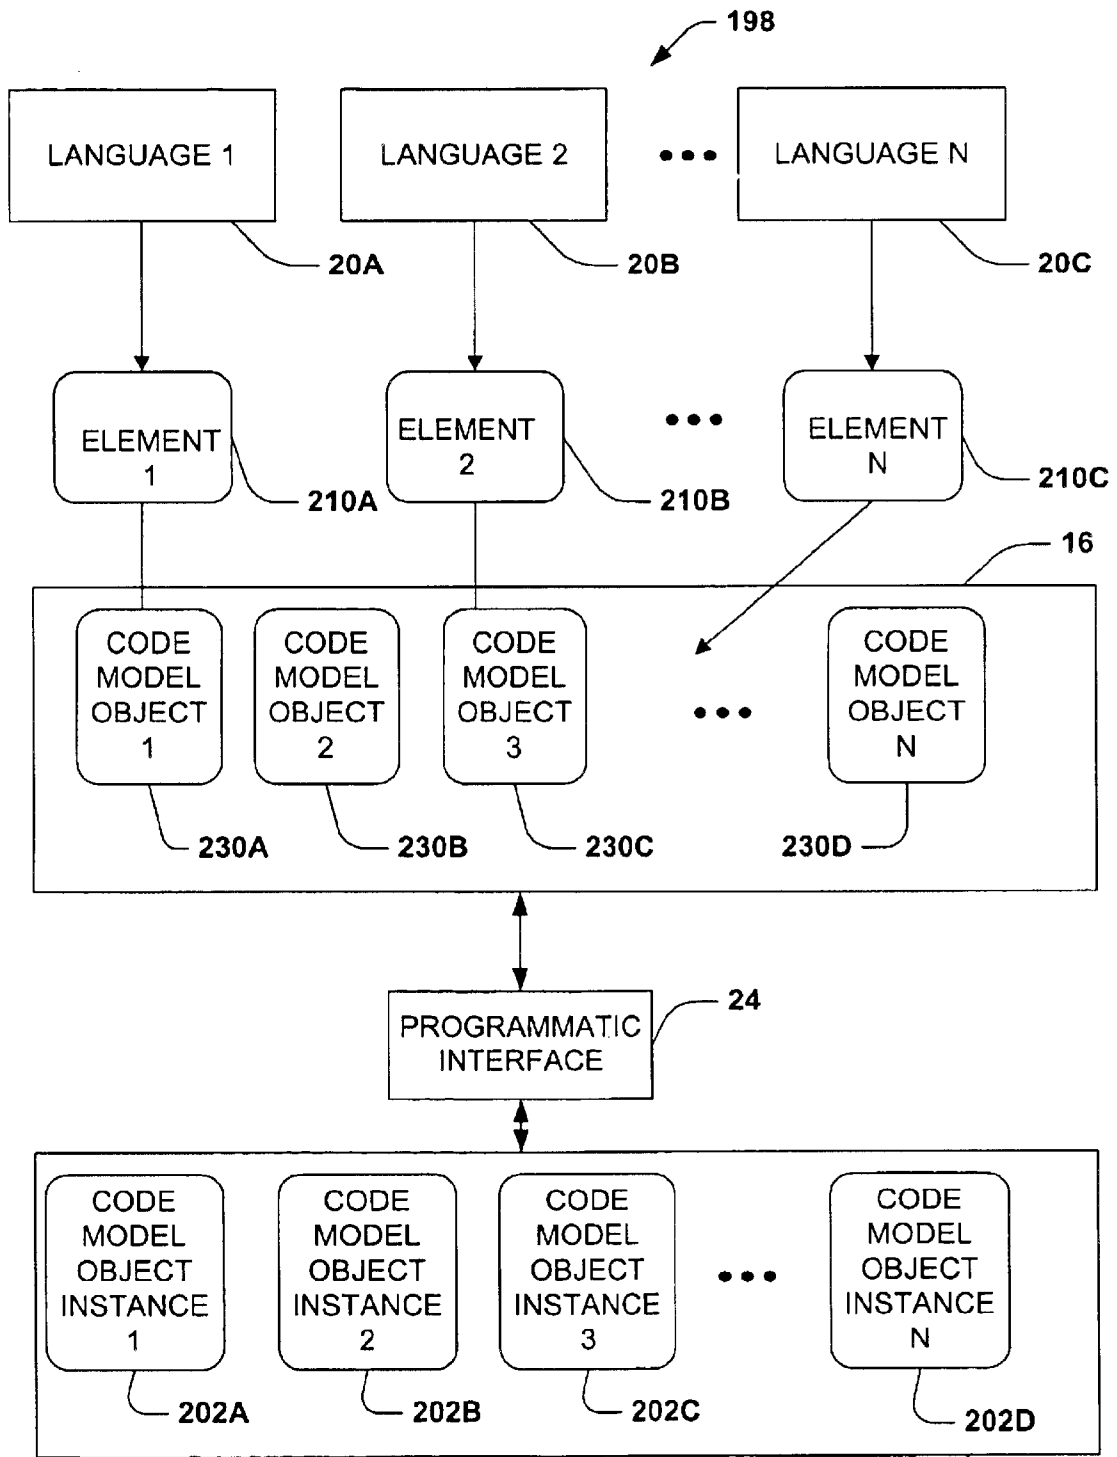 198
LANGUAGE 1
LANGUAGE 2
LANGUAGE N
20A
20B
20C
ELEMENT
1
ELEMENT
2
ELEMENT
N
210A
210B
210C
16
CODE
MODEL
OBJECT
1
CODE
MODEL
OBJECT
2
CODE
MODEL
OBJECT
3
CODE
MODEL
OBJECT
N
230A
230B
230C
230D
24
PROGRAMMATIC
INTERFACE
CODE
MODEL
OBJECT
INSTANCE
1
CODE
MODEL
OBJECT
INSTANCE
2
CODE
MODEL
OBJECT
INSTANCE
3
CODE
MODEL
OBJECT
INSTANCE
N
202A
202B
202C
202D